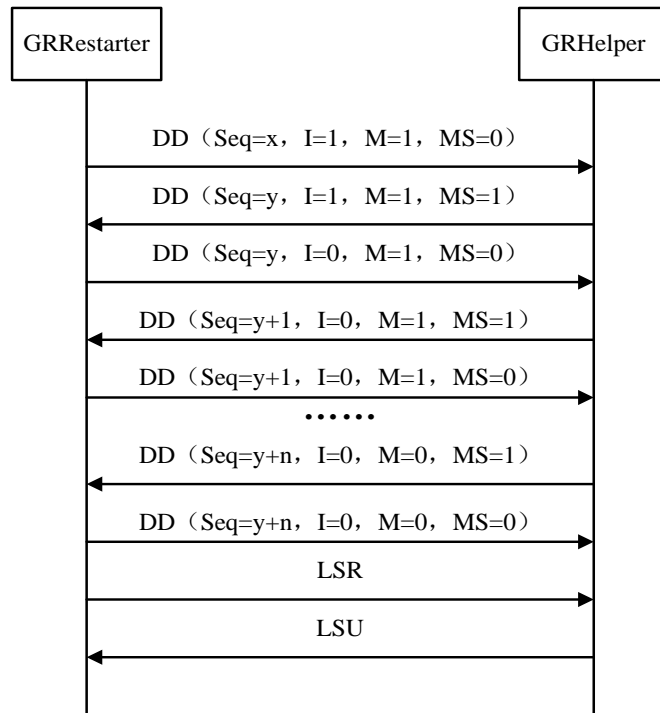 GRRestarter
GRHelper
DD（Seq=x，I=1，M=1，MS=0）
DD（Seq=y，I=1，M=1，MS=1）
DD（Seq=y，I=0，M=1，MS=0）
DD（Seq=y+1，I=0，M=1，MS=1）
DD（Seq=y+1，I=0，M=1，MS=0）
……
DD（Seq=y+n，I=0，M=0，MS=1）
DD（Seq=y+n，I=0，M=0，MS=0）
LSR
LSU